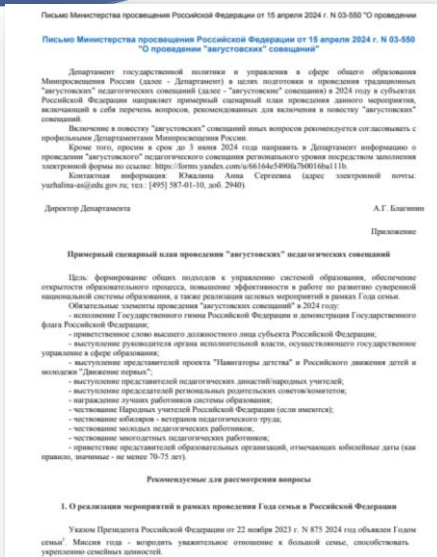 Письмо Министерства просвещения Российской Федерации от 15 апреля 2024 г. N 03-550 "О проведении
Письмо Министерства просвещения Российской Федерации от 15 апреля 2024 г. N 03-550
"О проведении "августовских" совещаний"
Департамент государственной политики и управления в сфере общего образования
Минпросвещения России (далее - Департамент) в целях подготовки и проведения традиционных
"августовских" педагогических совещаний (далее - "августовские" совещания) в 2024 году в субъектах
Российской Федерации направляет примерный сценарный план проведения данного мероприятия,
включающий в себя перечень вопросов, рекомендованных для включения в повестку "августовских"
совещаний.
Включение в повестку "августовских" совещаний иных вопросов рекомендуется согласовывать с
профильными Департаментами Минпросвещения России.
Кроме того, просим в срок до 3 июня 2024 года направить в Департамент информацию о
проведении "августовского" педагогического совещания регионального уровня посредством заполнения
электронной формы по ссылке: https://forms.yandex.com/u/66164e5490fa7b0016ba111b.
Контактная информация: Южалина Анна Сергеевна (адрес электронной почты:
yuzhalina-as@edu.gov.ru; тел.: [495] 587-01-10, доб. 2940).
Директор Департамента А.Г. Благинин
Приложение
Примерный сценарный план проведения "августовских" педагогических совещаний
Цель: формирование общих подходов к управлению системой образования, обеспечение
открытости образовательного процесса, повышение эффективности в работе по развитию суверенной
национальной системы образования, а также реализация целевых мероприятий в рамках Года семьи.
Обязательные элементы проведения "августовских совещаний" в 2024 году:
- исполнение Государственного гимна Российской Федерации и демонстрация Государственного
флага Российской Федерации;
- приветственное слово высшего должностного лица субъекта Российской Федерации;
- выступление руководителя органа исполнительной власти, осуществляющего государственное
управление в сфере образования;
- выступление представителей проекта "Навигаторы детства" и Российского движения детей и
молодежи "Движение первых";
- выступление представителей педагогических династий/народных учителей;
- выступление председателей региональных родительских советов/комитетов;
- награждение лучших работников системы образования;
- чествование Народных учителей Российской Федерации (если имеются);
- чествование юбиляров - ветеранов педагогического труда;
- чествование молодых педагогических работников;
- чествование многодетных педагогических работников;
- приветствие представителей образовательных организаций, отмечающих юбилейные даты (как
правило, значимые - не менее 70-75 лет).
Рекомендуемые для рассмотрения вопросы
1. О реализации мероприятий в рамках проведения Года семьи в Российской Федерации
Указом Президента Российской Федерации от 22 ноября 2023 г. N 875 2024 год объявлен Годом
семьи1. Миссия года - возродить уважительное отношение к большой семье, способствовать
укреплению семейных ценностей.